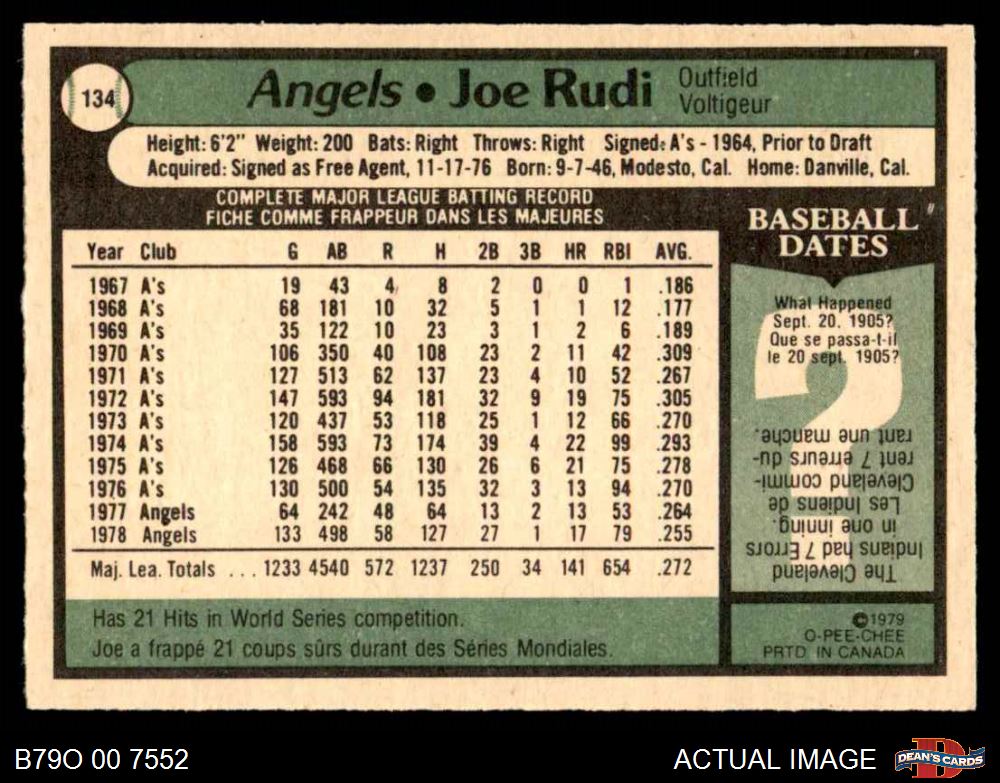 134
Angels • Joe Rudi
Outfield
Voltigeur
Height: 6'2" Weight: 200 Bats: Right Throws: Right Signed: A's - 1964, Prior to Draft
Acquired: Signed as Free Agent, 11-17-76 Born: 9-7-46, Modesto, Cal. Home: Danville, Cal.
COMPLETE MAJOR LEAGUE BATTING RECORD
FICHE COMME FRAPPEUR DANS LES MAJEURES
Year Club G AB R H 2B 3B HR RBI AVG.
1967 A's 19 43 4 8 2 0 0 1 .186
1968 A's 68 181 10 32 5 1 1 12 .177
1969 A's 35 122 10 23 3 1 2 6 .189
1970 A's 106 350 40 108 23 2 11 42 .309
1971 A's 127 513 62 137 23 4 10 52 .267
1972 A's 147 593 94 181 32 9 19 75 .305
1973 A's 120 437 53 118 25 1 12 66 .270
1974 A's 158 593 73 174 39 4 22 99 .293
1975 A's 126 468 66 130 26 6 21 75 .278
1976 A's 130 500 54 135 32 3 13 94 .270
1977 Angels 64 242 48 64 13 2 13 53 .264
1978 Angels 133 498 58 127 27 1 17 79 .255
Maj. Lea. Totals ... 1233 4540 572 1237 250 34 141 654 .272
Has 21 Hits in World Series competition.
Joe a frappé 21 coups sûrs durant des Séries Mondiales.
BASEBALL
DATES
What Happened
Sept. 20, 1905?
Que se passa-t-il
le 20 sept. 1905?
The Cleveland
Indians had 7 Errors
in one inning.
Les Indiens de
Cleveland commi-
rent 7 erreurs du-
rant une manche.
©1979
O-PEE-CHEE
PRTD. IN CANADA
B79O 00 7552
ACTUAL IMAGE
D
DEAN'S CARDS